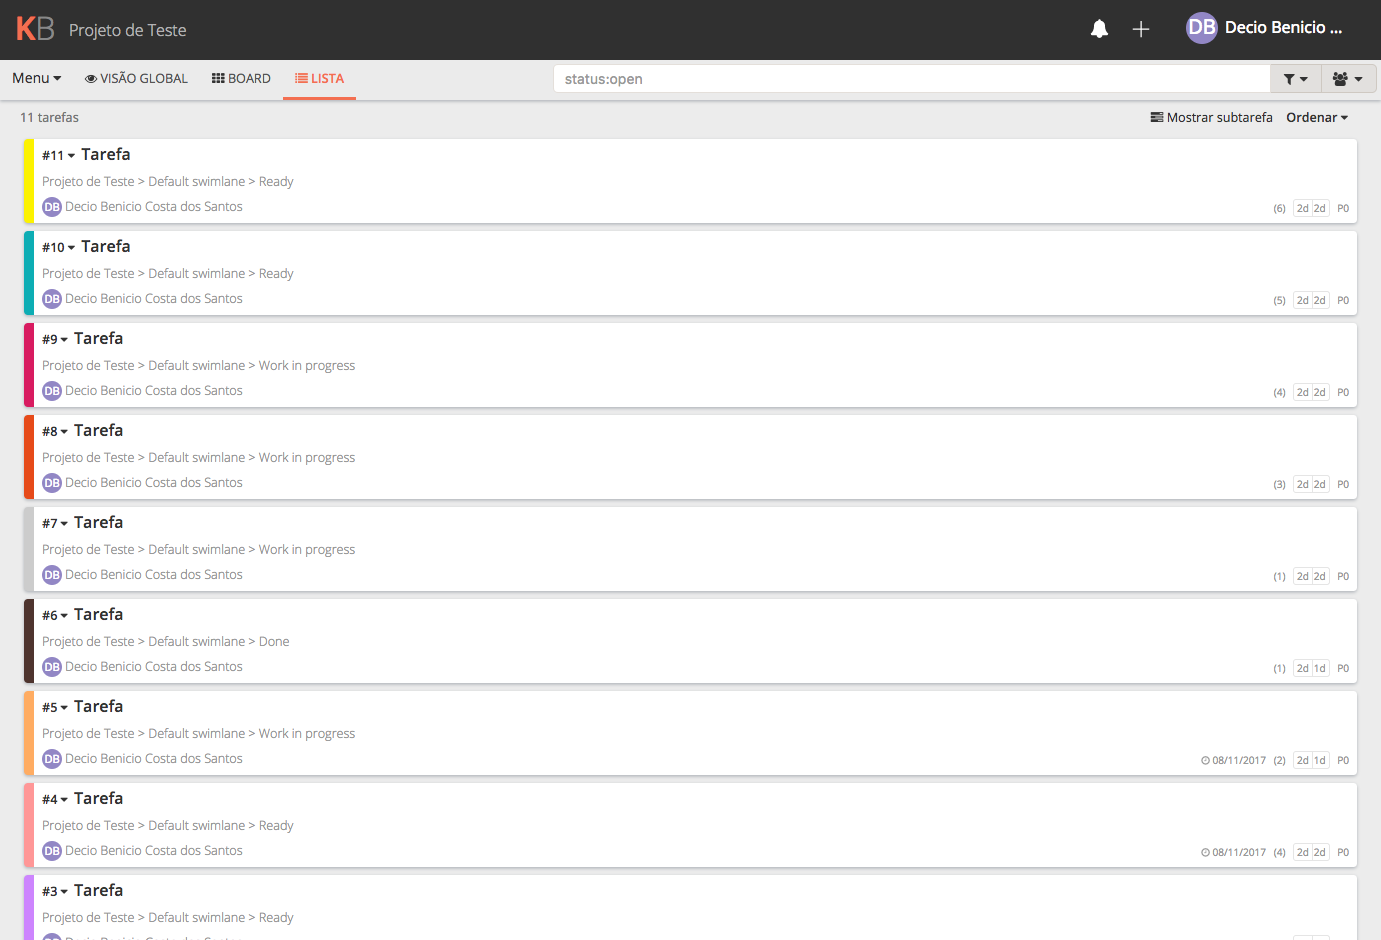 KB Projeto de Teste DB Decio Benicio ...
Menu VISÃO GLOBAL BOARD LISTA status:open
11 tarefas Mostrar subtarefa Ordenar
#11 Tarefa
Projeto de Teste > Default swimlane > Ready
DB Decio Benicio Costa dos Santos (6) 2d 2d P0
#10 Tarefa
Projeto de Teste > Default swimlane > Ready
DB Decio Benicio Costa dos Santos (5) 2d 2d P0
#9 Tarefa
Projeto de Teste > Default swimlane > Work in progress
DB Decio Benicio Costa dos Santos (4) 2d 2d P0
#8 Tarefa
Projeto de Teste > Default swimlane > Work in progress
DB Decio Benicio Costa dos Santos (3) 2d 2d P0
#7 Tarefa
Projeto de Teste > Default swimlane > Work in progress
DB Decio Benicio Costa dos Santos (1) 2d 2d P0
#6 Tarefa
Projeto de Teste > Default swimlane > Done
DB Decio Benicio Costa dos Santos (1) 2d 1d P0
#5 Tarefa
Projeto de Teste > Default swimlane > Work in progress
DB Decio Benicio Costa dos Santos 08/11/2017 (2) 2d 1d P0
#4 Tarefa
Projeto de Teste > Default swimlane > Ready
DB Decio Benicio Costa dos Santos 08/11/2017 (4) 2d 2d P0
#3 Tarefa
Projeto de Teste > Default swimlane > Ready